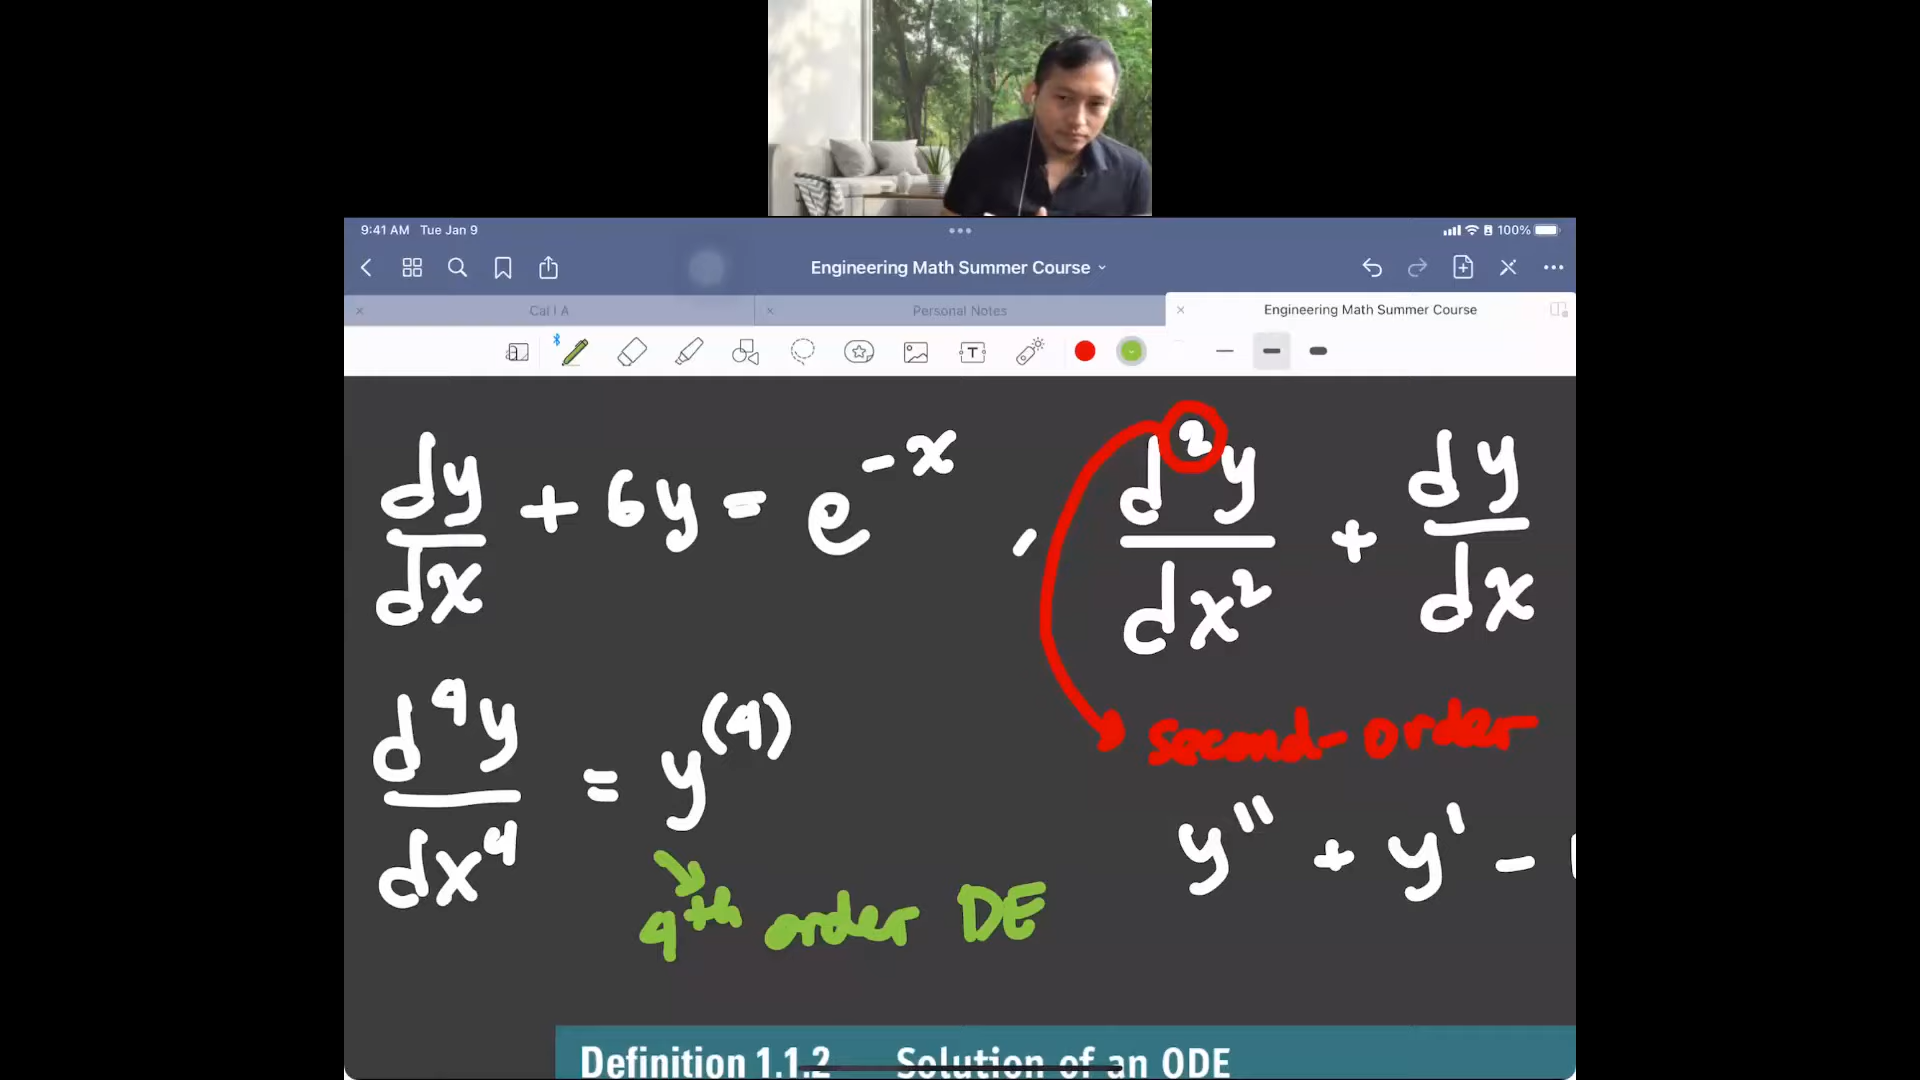 9:41 AM Tue Jan 9
100%
Engineering Math Summer Course
Cal I A
Personal Notes
Engineering Math Summer Course
dy/dx + 6y = e^-x , d²y/dx² + dy/dx
second-order
d⁴y/dx⁴ = y^(4)
y'' + y' -
4th order DE
Definition 1.1.2 Solution of an ODE